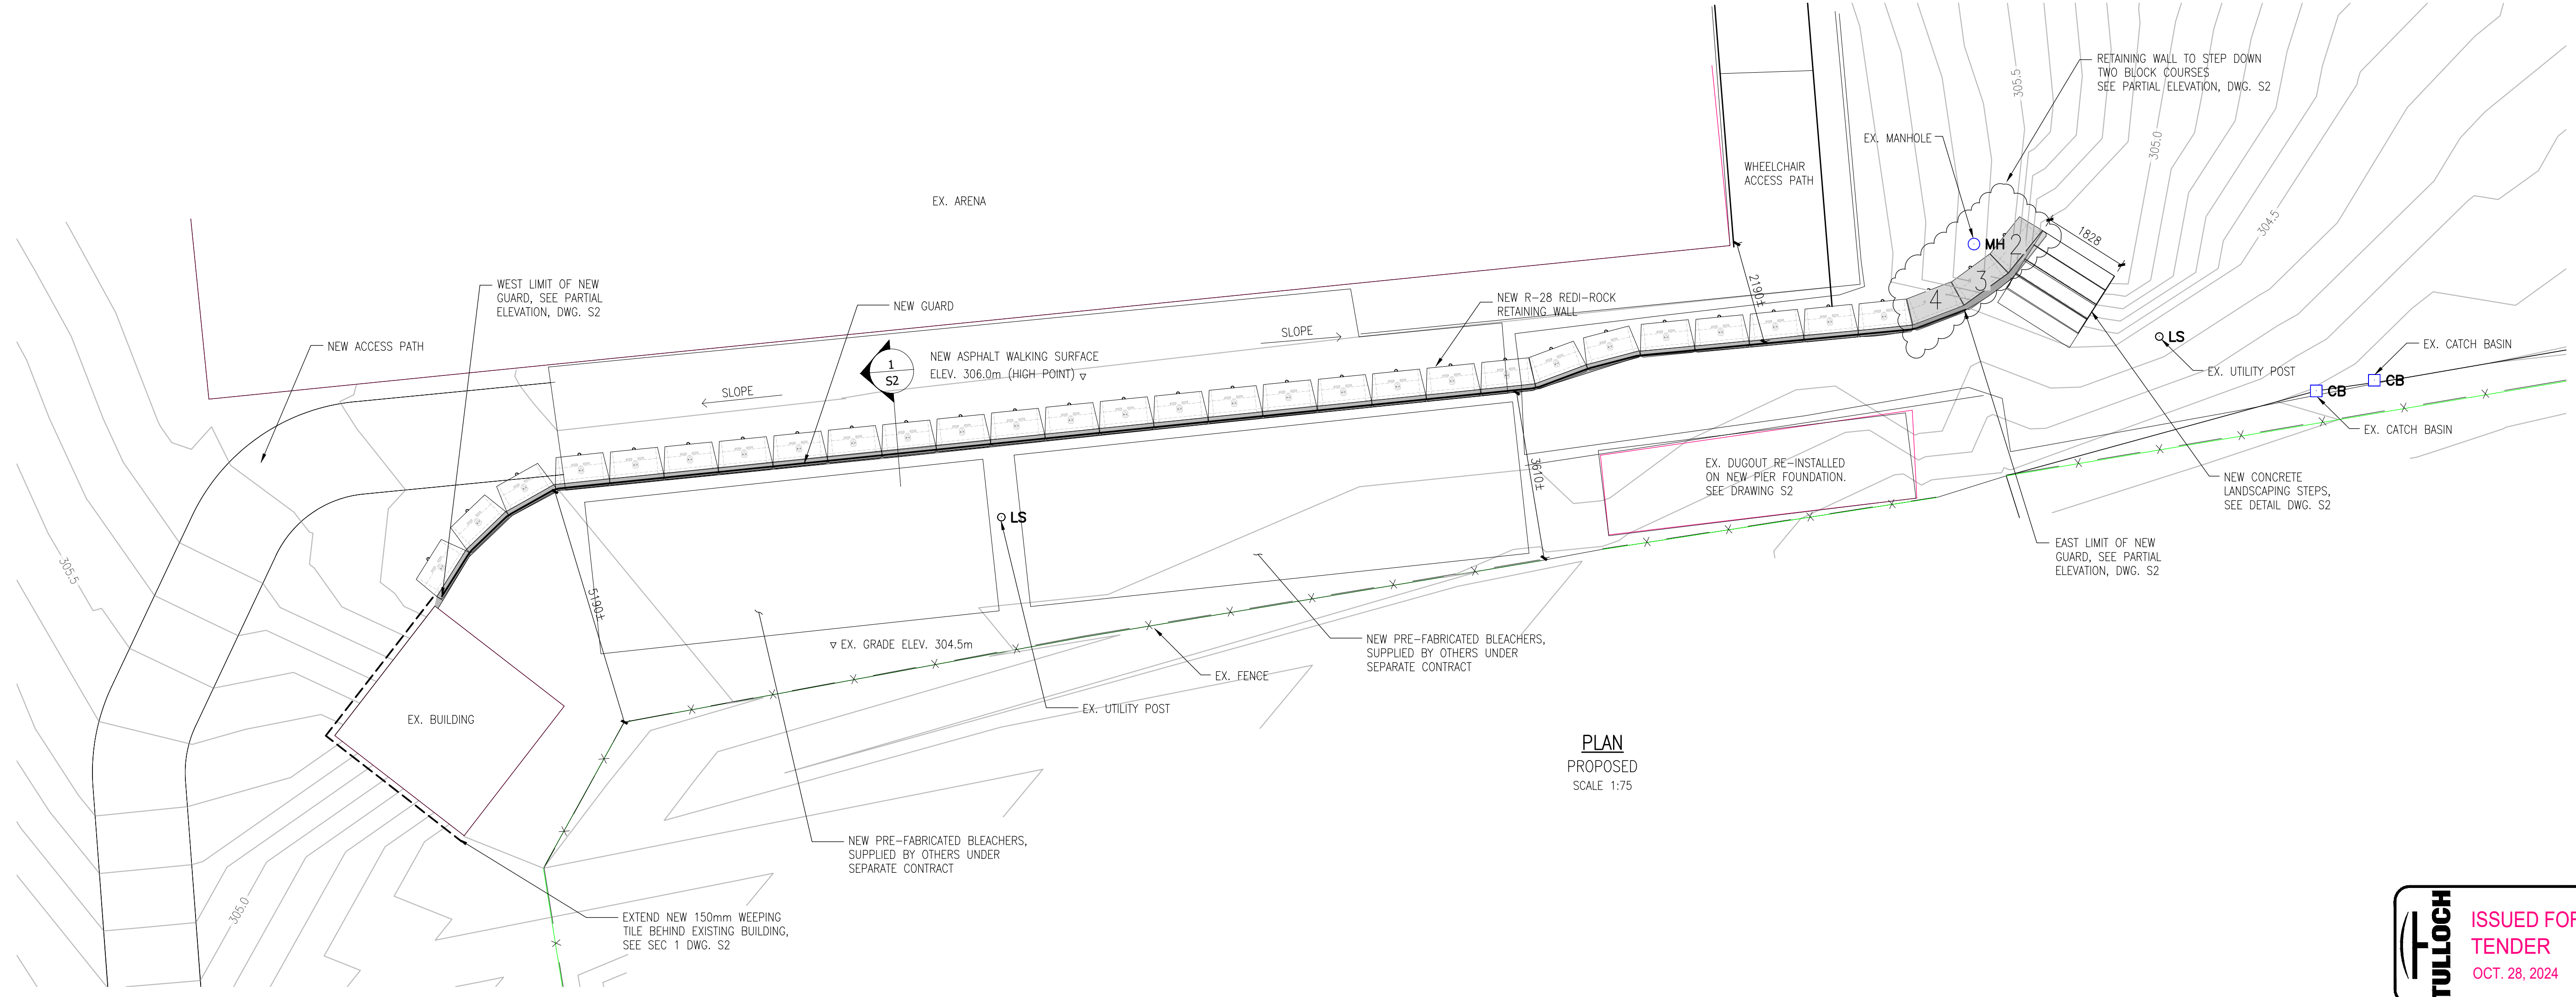 RETAINING WALL TO STEP DOWN
TWO BLOCK COURSES
SEE PARTIAL ELEVATION, DWG. S2
305.5
EX. MANHOLE
305.0
WHEELCHAIR
ACCESS PATH
EX. ARENA
MH
2
3
4
1828
304.5
2190±
WEST LIMIT OF NEW
GUARD, SEE PARTIAL
ELEVATION, DWG. S2
NEW GUARD
NEW R-28 REDI-ROCK
RETAINING WALL
SLOPE
NEW ACCESS PATH
1
S2
NEW ASPHALT WALKING SURFACE
ELEV. 306.0m (HIGH POINT)
SLOPE
LS
EX. UTILITY POST
EX. CATCH BASIN
CB
CB
EX. CATCH BASIN
EX. DUGOUT RE-INSTALLED
ON NEW PIER FOUNDATION.
SEE DRAWING S2
3610±
NEW CONCRETE
LANDSCAPING STEPS,
SEE DETAIL DWG. S2
LS
EAST LIMIT OF NEW
GUARD, SEE PARTIAL
ELEVATION, DWG. S2
305.5
5190±
EX. GRADE ELEV. 304.5m
NEW PRE-FABRICATED BLEACHERS,
SUPPLIED BY OTHERS UNDER
SEPARATE CONTRACT
EX. FENCE
EX. UTILITY POST
EX. BUILDING
PLAN
PROPOSED
SCALE 1:75
NEW PRE-FABRICATED BLEACHERS,
SUPPLIED BY OTHERS UNDER
SEPARATE CONTRACT
305.0
EXTEND NEW 150mm WEEPING
TILE BEHIND EXISTING BUILDING,
SEE SEC 1 DWG. S2
TULLOCH
ISSUED FOR
TENDER
OCT. 28, 2024